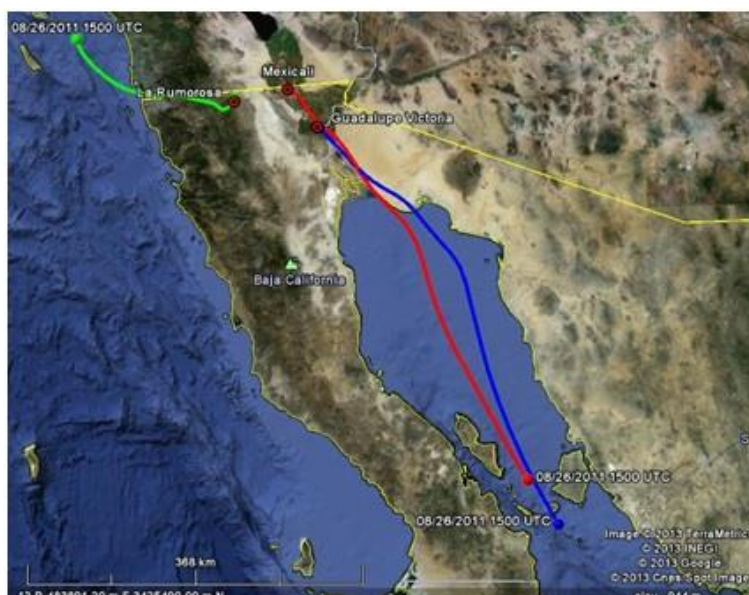 08/26/2011 1500 UTC
Mexicali
La Rumorosa
Guadalupe Victoria
Baja California
08/26/2011 1500 UTC
08/26/2011 1500 UTC
Image © 2013 TerraMetrics
© 2013 INEGI
© 2013 Google
368 km
© 2013 Cnes/Spot Image